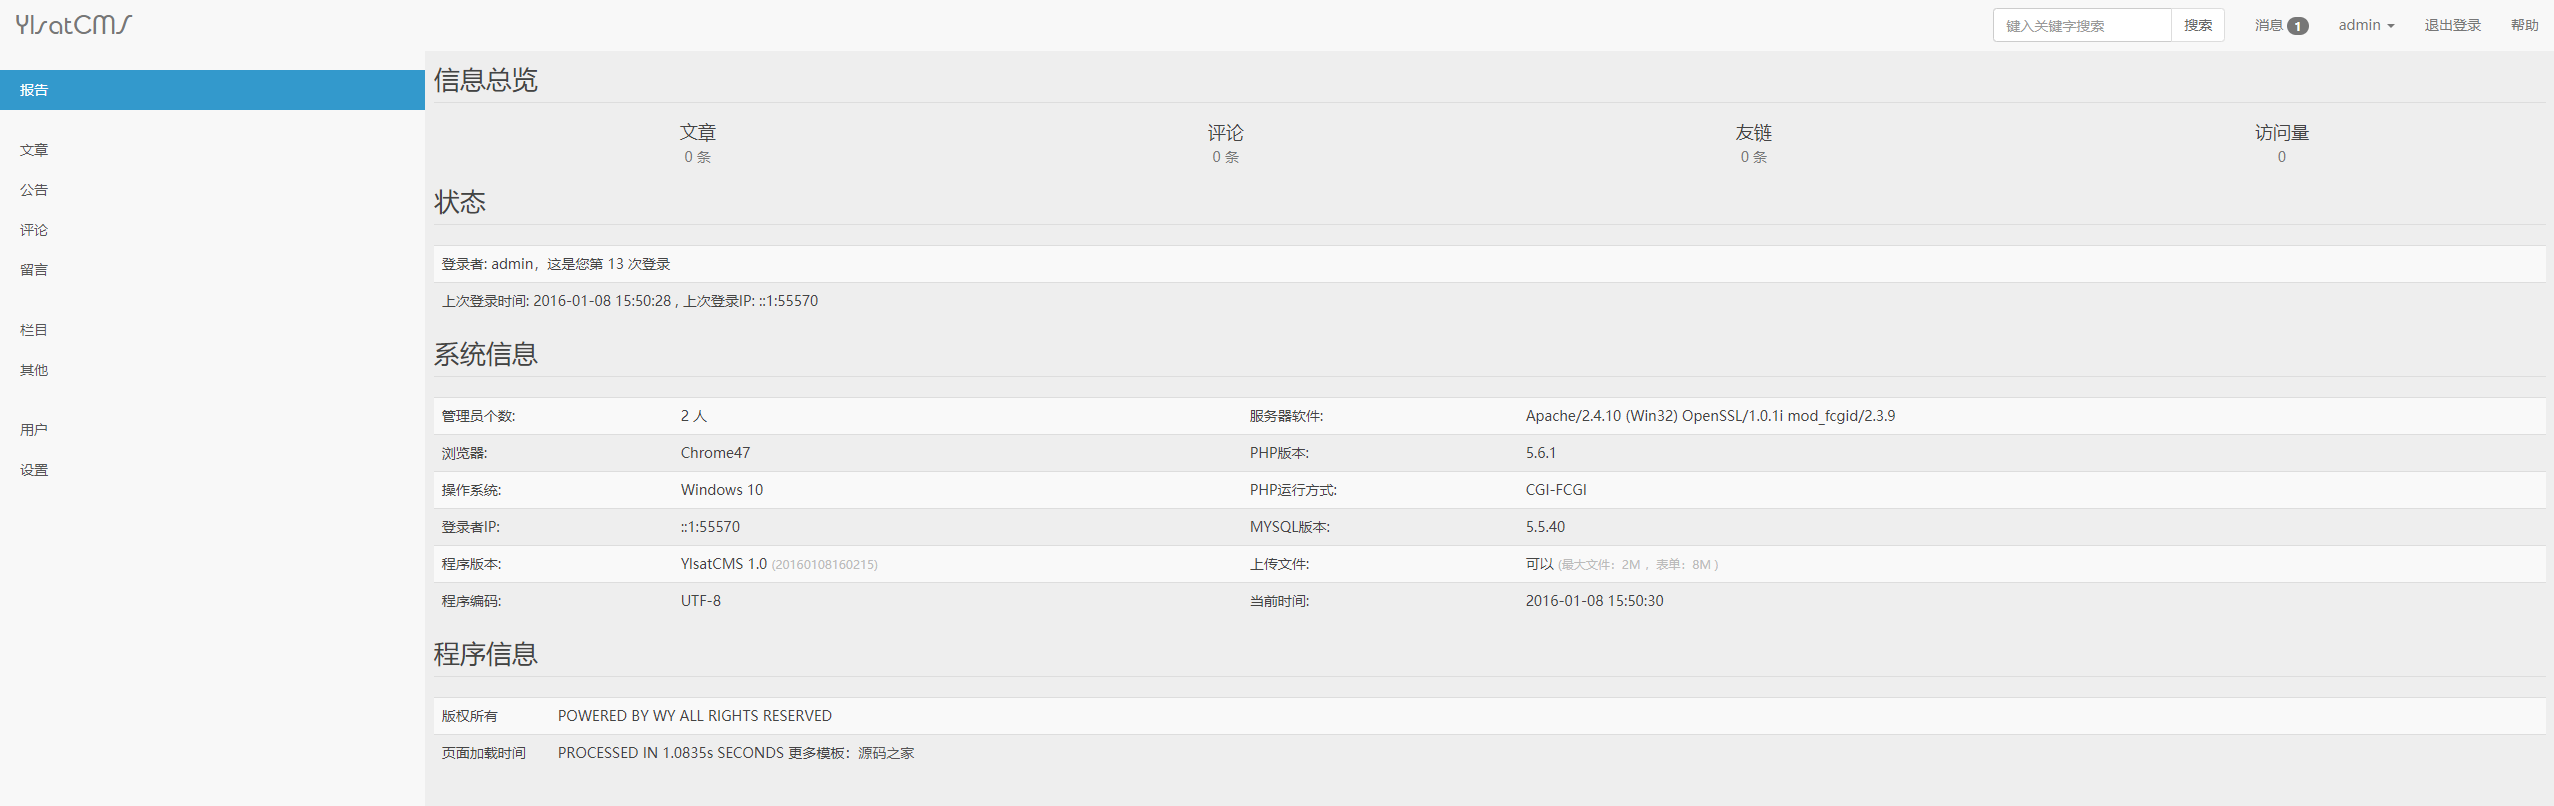 YlsatCMS
键入关键字搜索 搜索 消息 1 admin 退出登录 帮助
报告
文章
公告
评论
留言
栏目
其他
用户
设置
信息总览
文章 评论 友链 访问量
0 条 0 条 0 条 0
状态
登录者: admin，这是您第 13 次登录
上次登录时间: 2016-01-08 15:50:28 , 上次登录IP: ::1:55570
系统信息
管理员个数: 2 人 服务器软件: Apache/2.4.10 (Win32) OpenSSL/1.0.1i mod_fcgid/2.3.9
浏览器: Chrome47 PHP版本: 5.6.1
操作系统: Windows 10 PHP运行方式: CGI-FCGI
登录者IP: ::1:55570 MYSQL版本: 5.5.40
程序版本: YlsatCMS 1.0 (20160108160215) 上传文件: 可以 (最大文件：2M ，表单：8M )
程序编码: UTF-8 当前时间: 2016-01-08 15:50:30
程序信息
版权所有 POWERED BY WY ALL RIGHTS RESERVED
页面加载时间 PROCESSED IN 1.0835s SECONDS 更多模板：源码之家